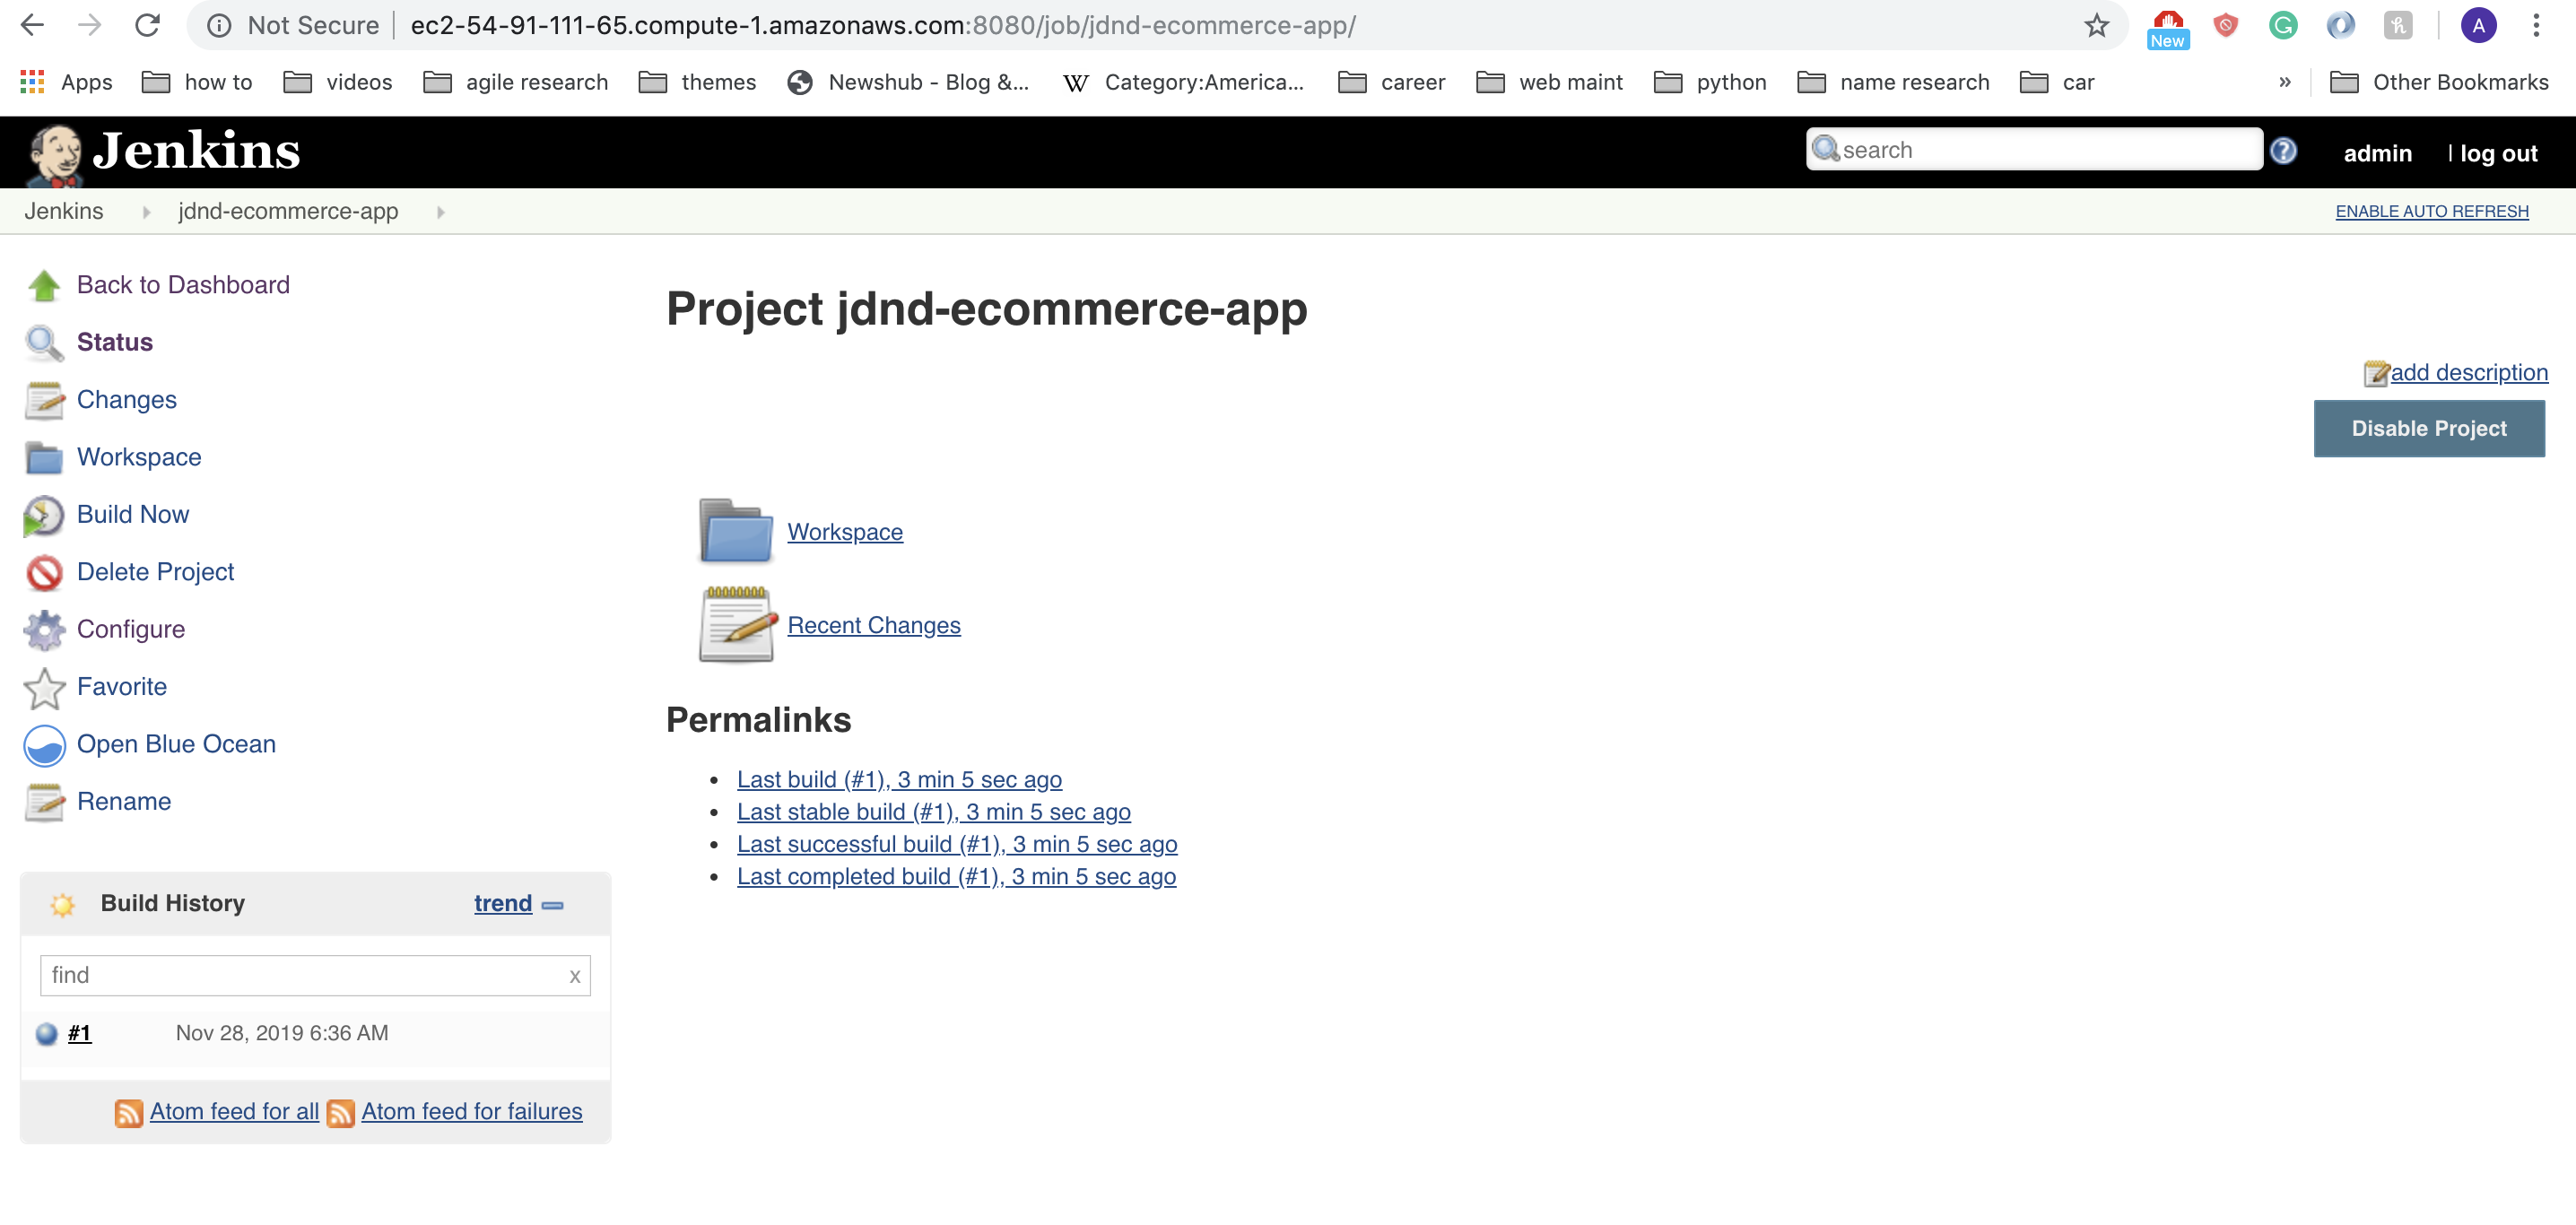 Not Secure | ec2-54-91-111-65.compute-1.amazonaws.com:8080/job/jdnd-ecommerce-app/
New
A
Apps how to videos agile research themes Newshub - Blog &... W Category:America... career web maint python name research car » Other Bookmarks
Jenkins
search
? admin | log out
Jenkins jdnd-ecommerce-app
ENABLE AUTO REFRESH
Back to Dashboard
Status
Changes
Workspace
Build Now
Delete Project
Configure
Favorite
Open Blue Ocean
Rename
Build History trend
find x
#1 Nov 28, 2019 6:36 AM
Atom feed for all Atom feed for failures
Project jdnd-ecommerce-app
add description
Disable Project
Workspace
Recent Changes
Permalinks
• Last build (#1), 3 min 5 sec ago
• Last stable build (#1), 3 min 5 sec ago
• Last successful build (#1), 3 min 5 sec ago
• Last completed build (#1), 3 min 5 sec ago